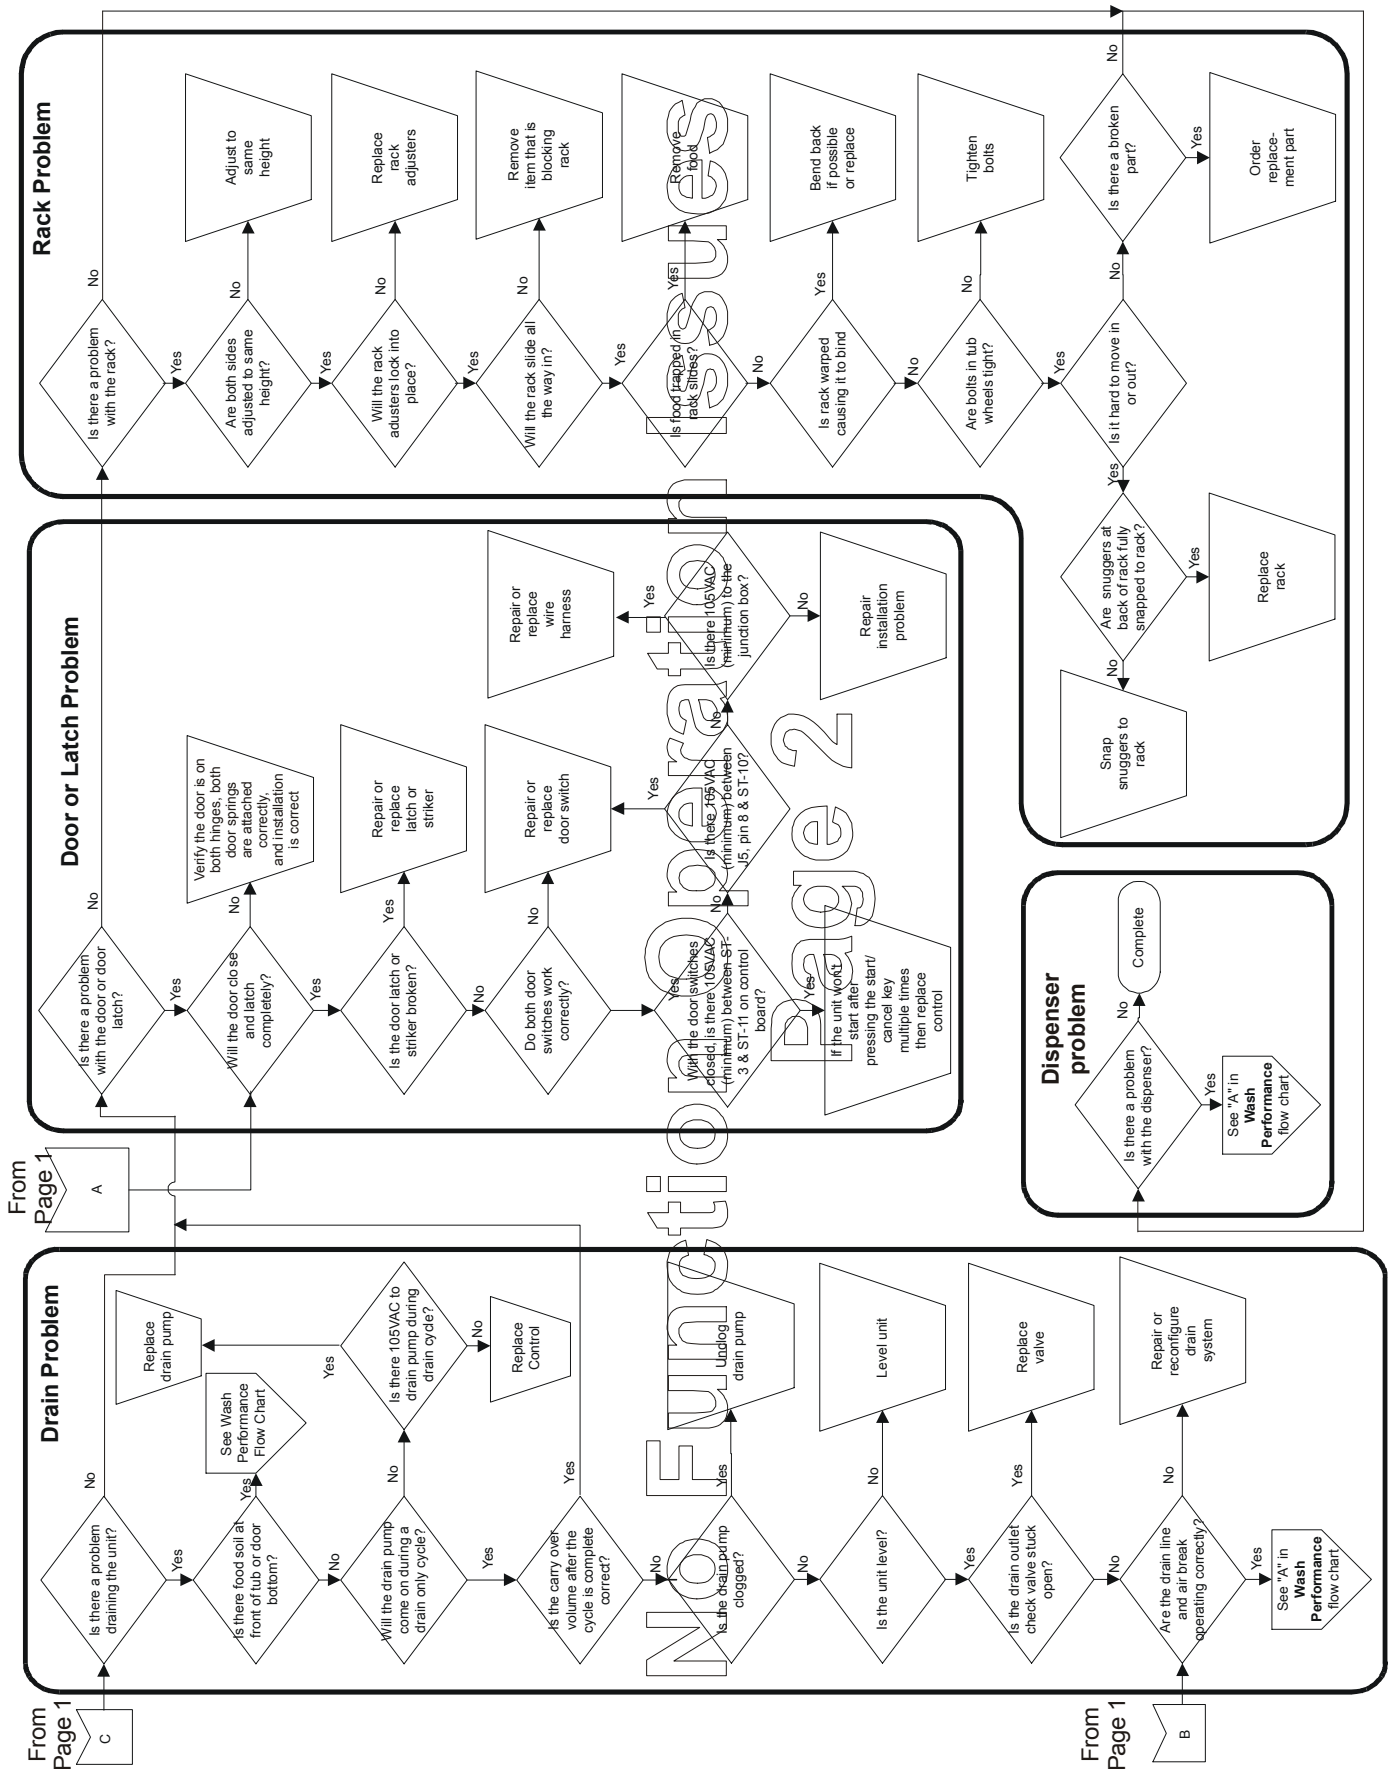 No Function Operation Issues
Page 2
From
Page 1
C
Drain Problem
Is there a problem
draining the unit?
No
Yes
Is there food soil at
front of tub or door
bottom?
Yes
See Wash
Performance
Flow Chart
No
Will the drain pump
come on during a
drain only cycle?
No
Is there 105VAC to
drain pump during
drain cycle?
Yes
Replace
drain pump
No
Replace
Control
Yes
Is the carry over
volume after the
cycle is complete
correct?
Yes
No
Is the drain pump
clogged?
Yes
Unclog
drain pump
No
Is the unit level?
No
Level unit
Yes
Is the drain outlet
check valve stuck
open?
Yes
Replace
valve
No
From
Page 1
B
Are the drain line
and air break
operating correctly?
No
Repair or
reconfigure
drain
system
Yes
See "A" in
Wash
Performance
flow chart
From
Page 1
A
Door or Latch Problem
Is there a problem
with the door or door
latch?
No
Yes
Will the door close
and latch
completely?
No
Verify the door is on
both hinges, both
door springs
are attached
correctly,
and installation
is correct
Yes
Is the door latch or
striker broken?
Yes
Repair or
replace
latch or
striker
No
Do both door
switches work
correctly?
No
Repair or
replace
door switch
Yes
With the door switches
closed, is there 105VAC
(minimum) between ST-
3 & ST-11 on control
board?
No
Is there 105VAC
(minimum) between
J5, pin 8 & ST-10?
Yes
No
Is there 105VAC
(minimum) to the
junction box?
Yes
Repair or
replace
wire
harness
No
Repair
installation
problem
Yes
If the unit won't
start after
pressing the start/
cancel key
multiple times
then replace
control
Rack Problem
Is there a problem
with the rack?
No
Yes
Are both sides
adjusted to same
height?
No
Adjust to
same
height
Yes
Will the rack
adusters lock into
place?
No
Replace
rack
adjusters
Yes
Will the rack slide all
the way in?
No
Remove
item that is
blocking
rack
Yes
Is food trapped in
rack slides?
Yes
Remove
food
No
Is rack warped
causing it to bind
Yes
Bend back
if possible
or replace
No
Are bolts in tub
wheels tight?
No
Tighten
bolts
Yes
Is it hard to move in
or out?
No
Is there a broken
part?
No
Yes
Order
replace-
ment part
Yes
Are snuggers at
back of rack fully
snapped to rack?
No
Snap
snuggers to
rack
Yes
Replace
rack
Dispenser
problem
Is there a problem
with the dispenser?
No
Complete
Yes
See "A" in
Wash
Performance
flow chart